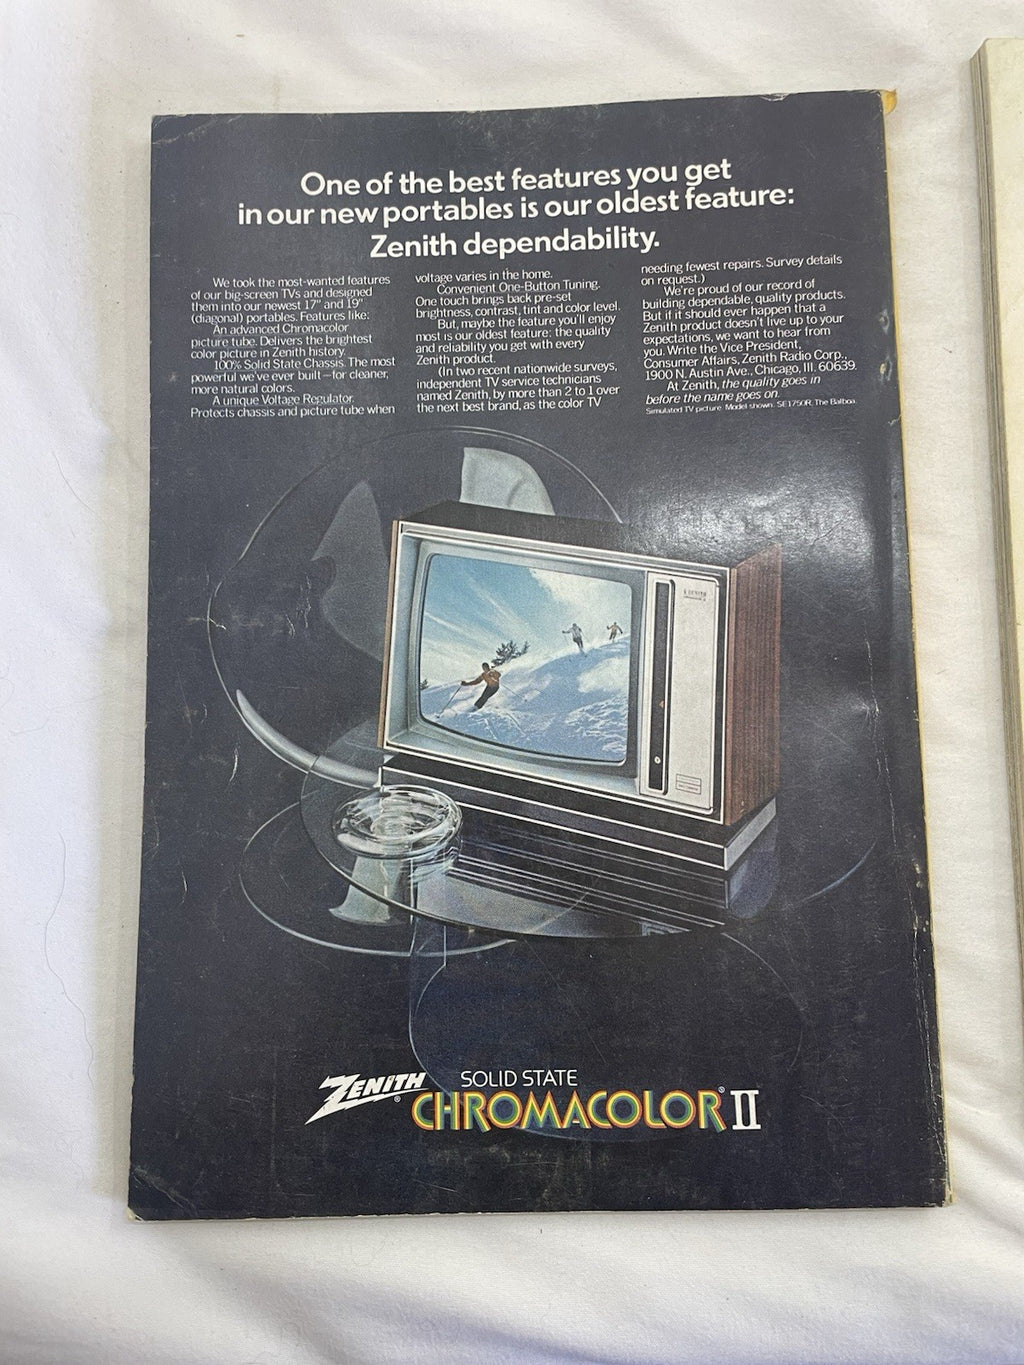 One of the best features you get
in our new portables is our oldest feature:
Zenith dependability.
We took the most-wanted features
of our big-screen TVs and designed
them into our newest 17" and 19"
(diagonal) portables. Features like:
An advanced Chromacolor
picture tube. Delivers the brightest
color picture in Zenith history.
100% Solid State Chassis. The most
powerful we've ever built—for cleaner,
more natural colors.
A unique Voltage Regulator.
Protects chassis and picture tube when
voltage varies in the home.
Convenient One-Button Tuning.
One touch brings back pre-set
brightness, contrast, tint and color level.
But, maybe the feature you'll enjoy
most is our oldest feature: the quality
and reliability you get with every
Zenith product.
(In two recent nationwide surveys,
independent TV service technicians
named Zenith, by more than 2 to 1 over
the next best brand, as the color TV
needing fewest repairs. Survey details
on request.)
We're proud of our record of
building dependable, quality products.
But if it should ever happen that a
Zenith product doesn't live up to your
expectations, we want to hear from
you. Write the Vice President,
Consumer Affairs, Zenith Radio Corp.,
1900 N. Austin Ave., Chicago, Ill. 60639.
At Zenith, the quality goes in
before the name goes on.
Simulated TV picture. Model shown: SE1750R, The Balboa.
ZENITH
ZENITH® SOLID STATE
CHROMACOLOR® II